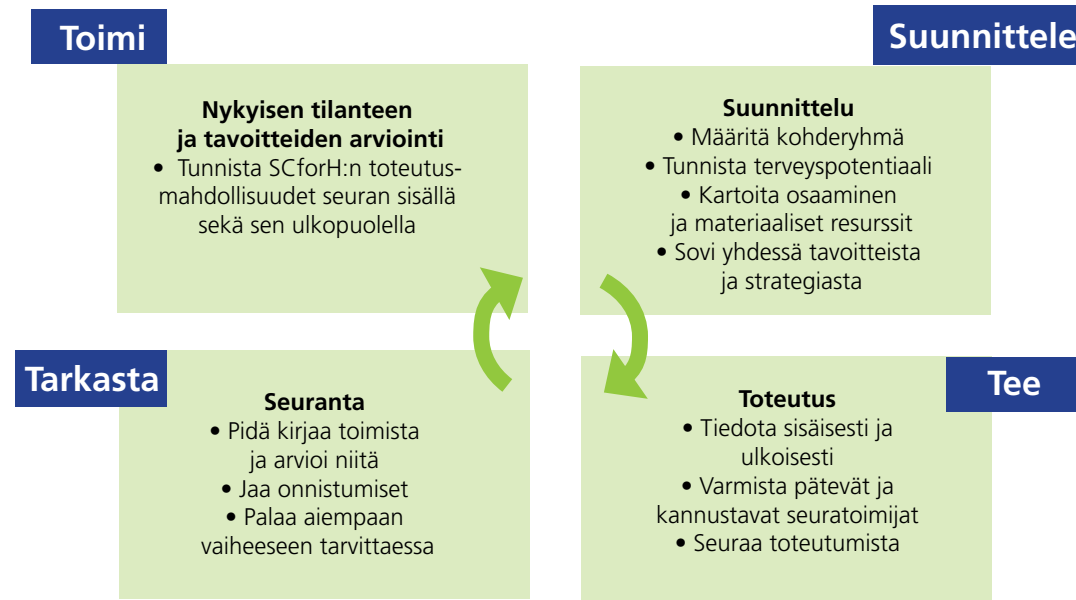 Toimi
Nykyisen tilanteen
ja tavoitteiden arviointi
• Tunnista SCforH:n toteutus-
mahdollisuudet seuran sisällä
sekä sen ulkopuolella
Suunnittele
Suunnittelu
• Määritä kohderyhmä
• Tunnista terveyspotentiaali
• Kartoita osaaminen
ja materiaaliset resurssit
• Sovi yhdessä tavoitteista
ja strategiasta
Tarkasta
Seuranta
• Pidä kirjaa toimista
ja arvioi niitä
• Jaa onnistumiset
• Palaa aiempaan
vaiheeseen tarvittaessa
Tee
Toteutus
• Tiedota sisäisesti ja
ulkoisesti
• Varmista pätevät ja
kannustavat seuratoimijat
• Seuraa toteutumista